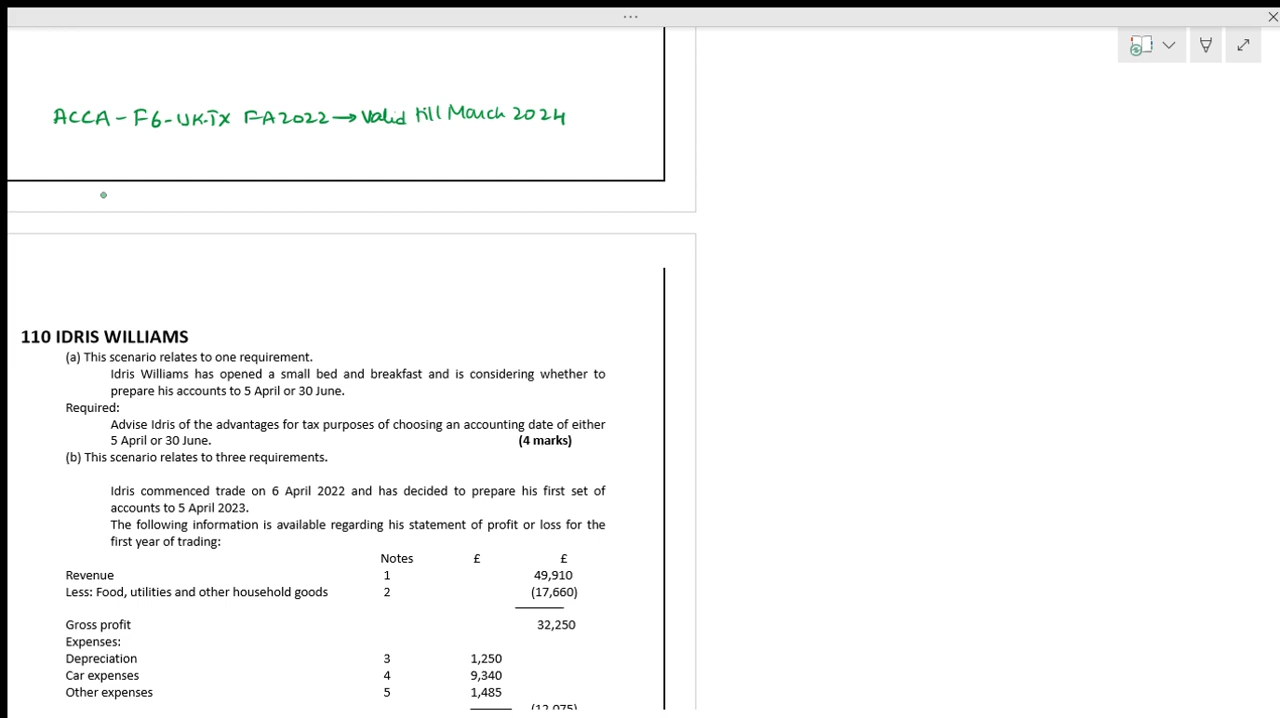 ACCA - F6 - UK-TX FA2022 → Valid till March 2024
110 IDRIS WILLIAMS
(a) This scenario relates to one requirement.
Idris Williams has opened a small bed and breakfast and is considering whether to
prepare his accounts to 5 April or 30 June.
Required:
Advise Idris of the advantages for tax purposes of choosing an accounting date of either
5 April or 30 June. (4 marks)
(b) This scenario relates to three requirements.
Idris commenced trade on 6 April 2022 and has decided to prepare his first set of
accounts to 5 April 2023.
The following information is available regarding his statement of profit or loss for the
first year of trading:
Notes £ £
Revenue 1 49,910
Less: Food, utilities and other household goods 2 (17,660)
Gross profit 32,250
Expenses:
Depreciation 3 1,250
Car expenses 4 9,340
Other expenses 5 1,485
(12,075)